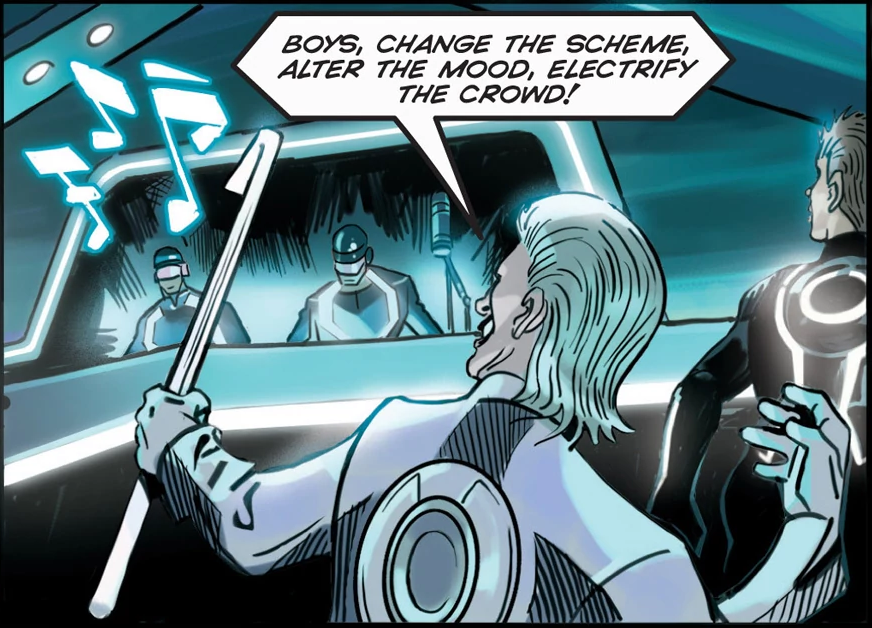 BOYS, CHANGE THE SCHEME,
ALTER THE MOOD, ELECTRIFY
THE CROWD!